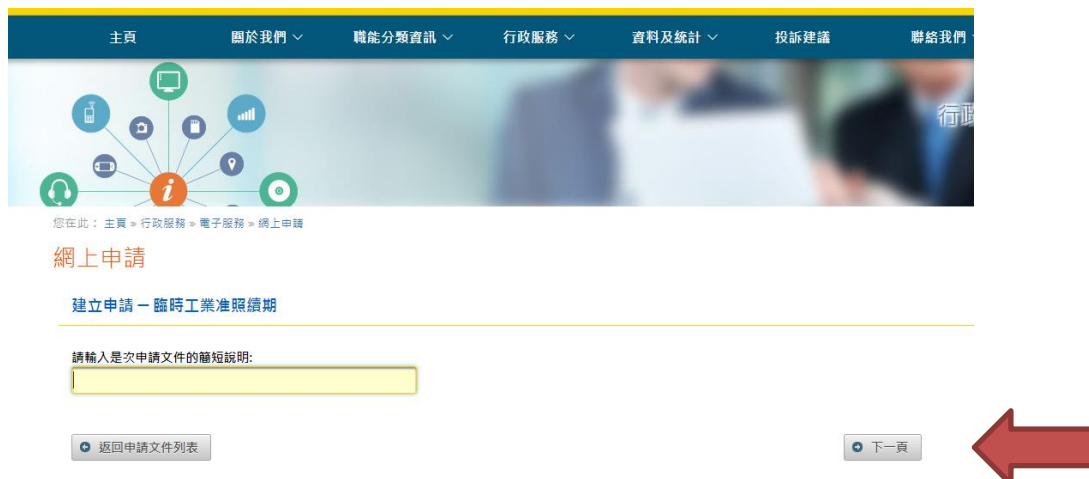 主頁 關於我們 職能分類資訊 行政服務 資料及統計 投訴建議 聯絡我們
行政
您在此： 主頁 » 行政服務 » 電子服務 » 網上申請
網上申請
建立申請 — 臨時工業准照續期
請輸入是次申請文件的簡短說明:
返回申請文件列表 下一頁